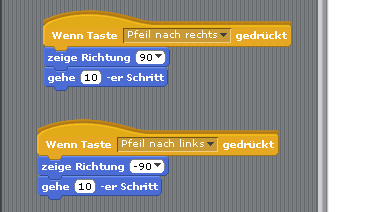 Wenn Taste Pfeil nach rechts gedrückt
zeige Richtung 90
gehe 10 -er Schritt
Wenn Taste Pfeil nach links gedrückt
zeige Richtung -90
gehe 10 -er Schritt